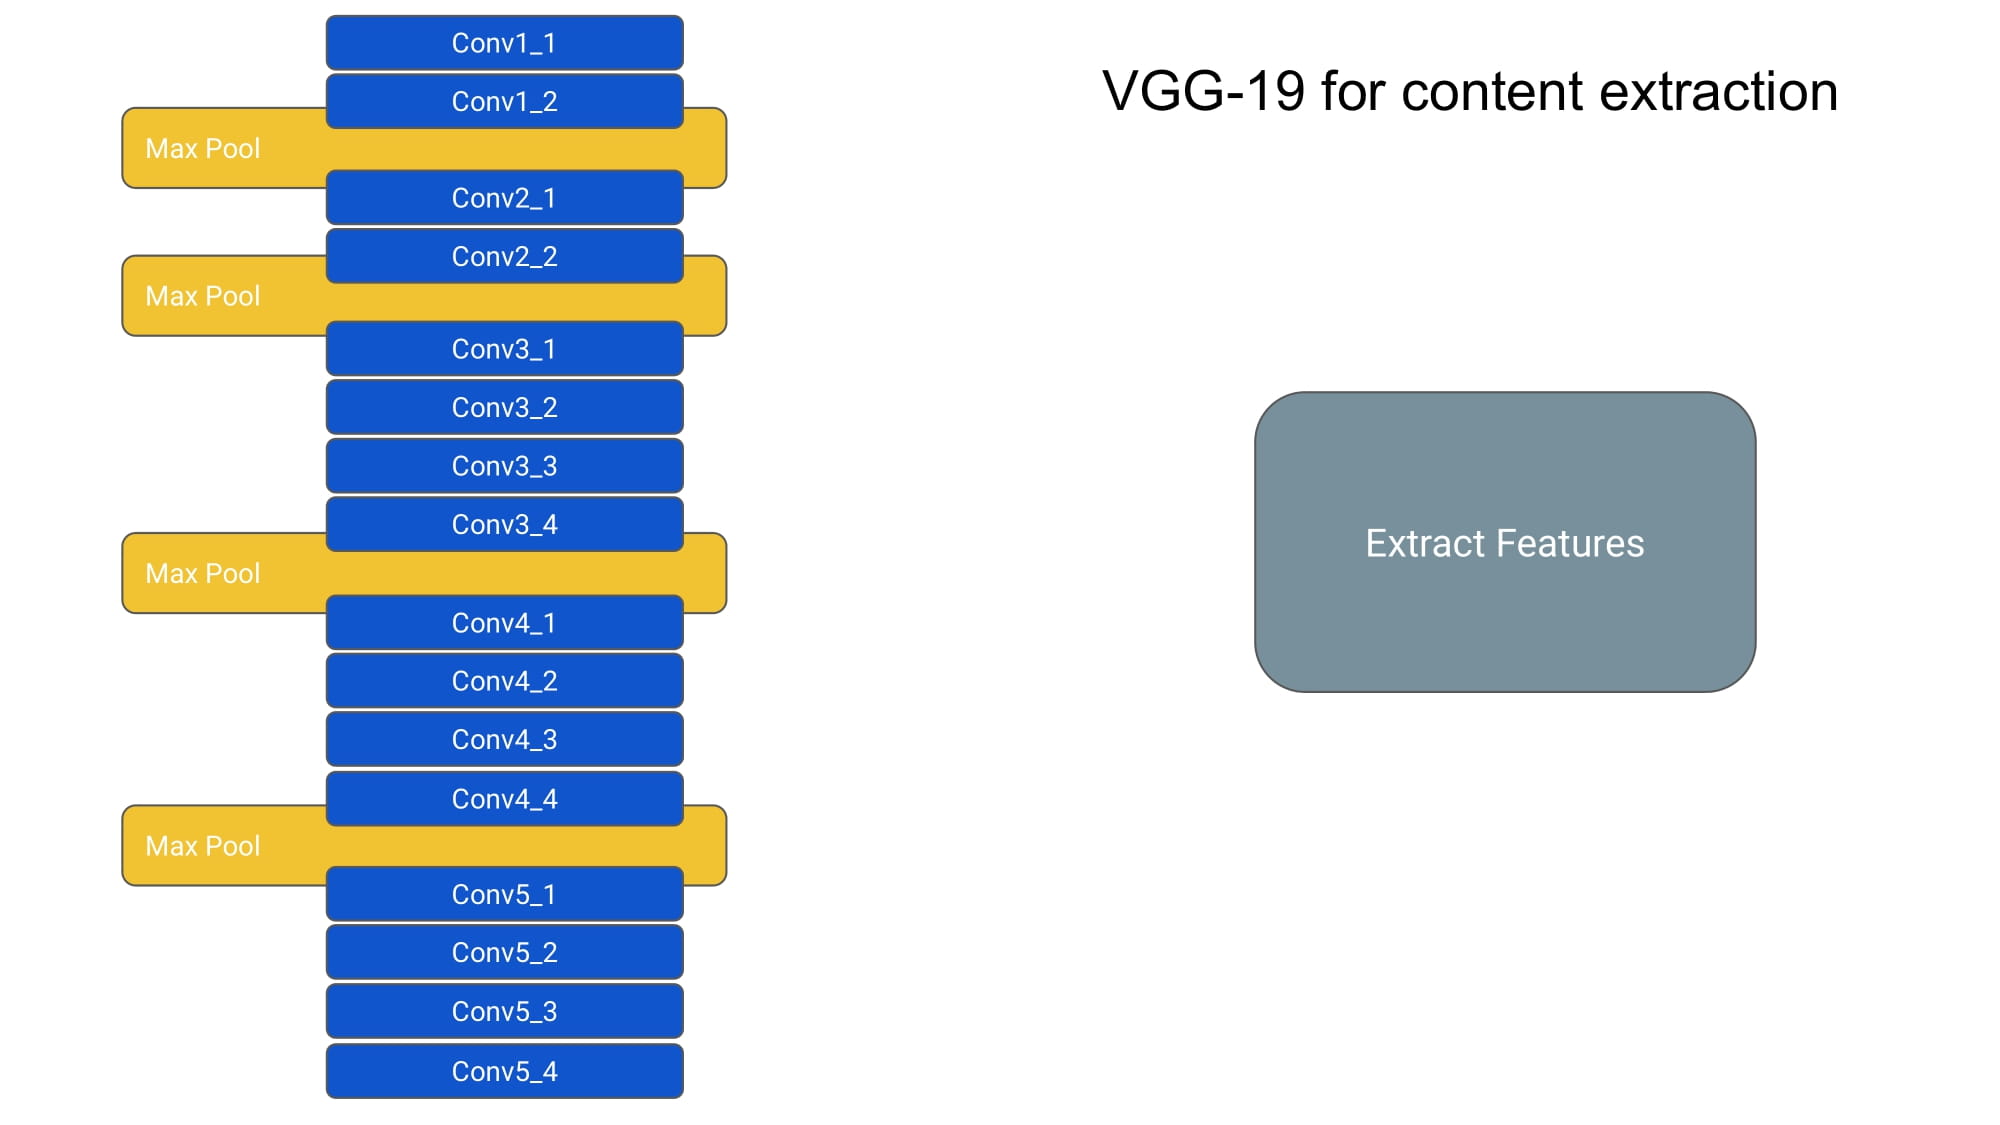 VGG-19 for content extraction
Conv1_1
Conv1_2
Max Pool
Conv2_1
Conv2_2
Max Pool
Conv3_1
Conv3_2
Conv3_3
Conv3_4
Max Pool
Conv4_1
Conv4_2
Conv4_3
Conv4_4
Max Pool
Conv5_1
Conv5_2
Conv5_3
Conv5_4
Extract Features